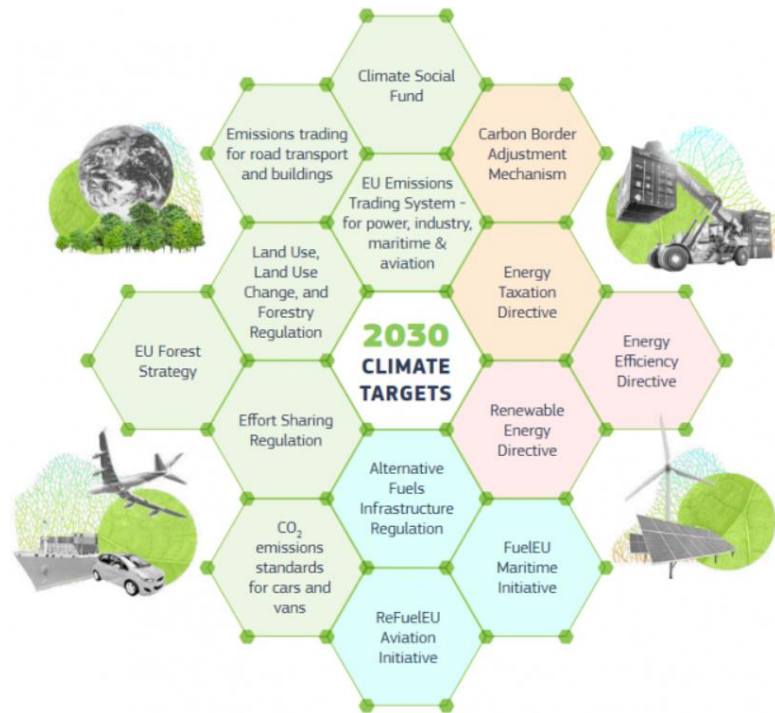 Climate Social
Fund
Emissions trading
for road transport
and buildings
Carbon Border
Adjustment
Mechanism
EU Emissions
Trading System –
for power, industry,
maritime &
aviation
Land Use,
Land Use
Change, and
Forestry
Regulation
Energy
Taxation
Directive
EU Forest
Strategy
2030
CLIMATE
TARGETS
Energy
Efficiency
Directive
Effort Sharing
Regulation
Renewable
Energy
Directive
Alternative
Fuels
Infrastructure
Regulation
CO₂
emissions
standards
for cars and
vans
FuelEU
Maritime
Initiative
ReFuelEU
Aviation
Initiative